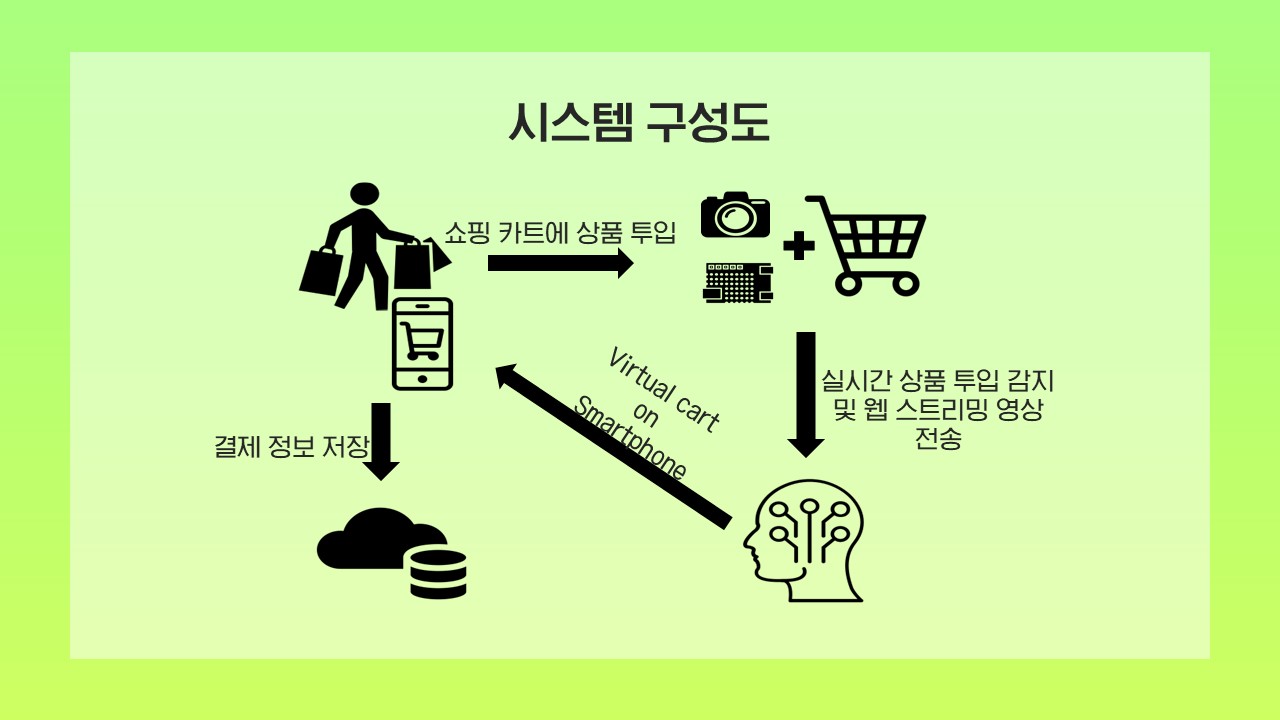 시스템 구성도
쇼핑 카트에 상품 투입
Virtual cart
on
Smartphone
실시간 상품 투입 감지
및 웹 스트리밍 영상
전송
결제 정보 저장